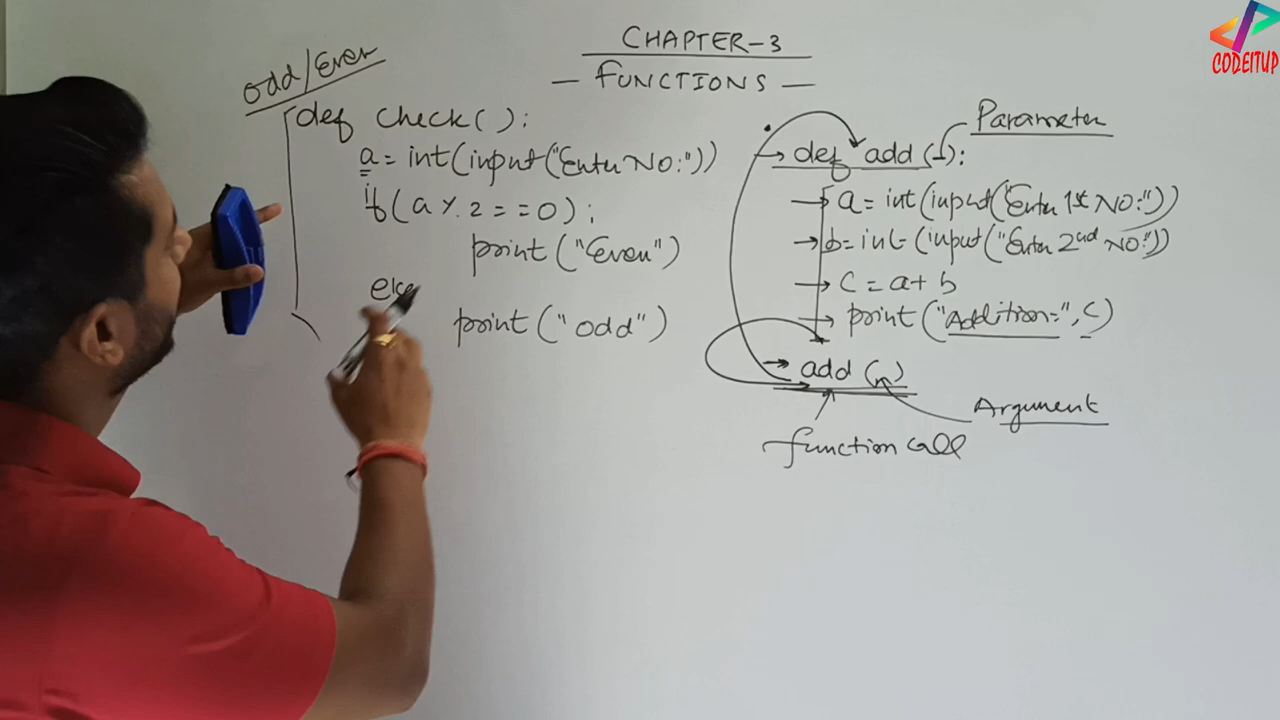 CHAPTER-3
- FUNCTIONS -
odd/Even
def check():
a = int(input("Enter No:"))
if(a % 2 == 0):
print("Even")
else
print("odd")
Parameter
def add(-):
a = int(input("Enter 1st No:"))
b = int(input("Enter 2nd No:"))
c = a + b
print("Addition=", c)
add( )
Argument
function call
CODEITUP